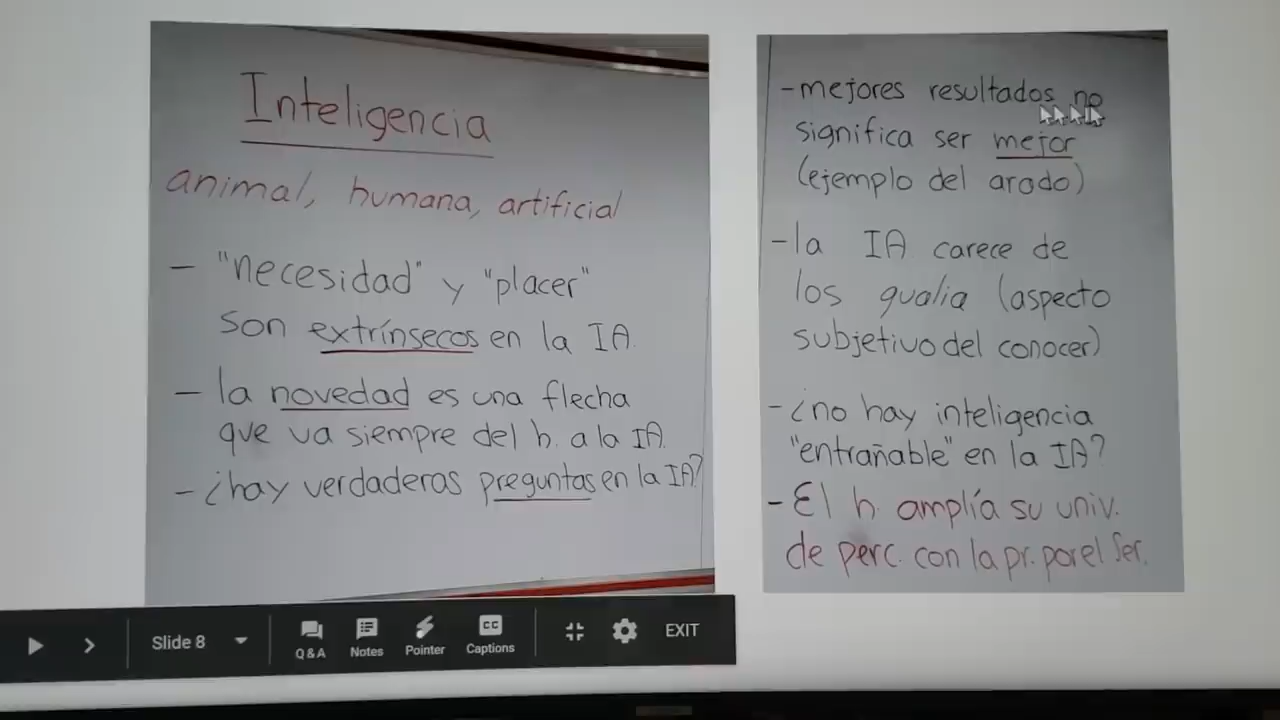 Inteligencia
animal, humana, artificial
- "necesidad" y "placer"
son extrínsecos en la IA.
- la novedad es una flecha
que va siempre del h. a la IA.
- ¿hay verdaderas preguntas en la IA?
- mejores resultados no
significa ser mejor
(ejemplo del arado)
- la IA carece de
los qualia (aspecto
subjetivo del conocer)
- ¿no hay inteligencia
"entrañable" en la IA?
- El h. amplía su univ.
de perc. con la pr. por el Ser.
Slide 8
Q & A
Notes
Pointer
CC
Captions
EXIT